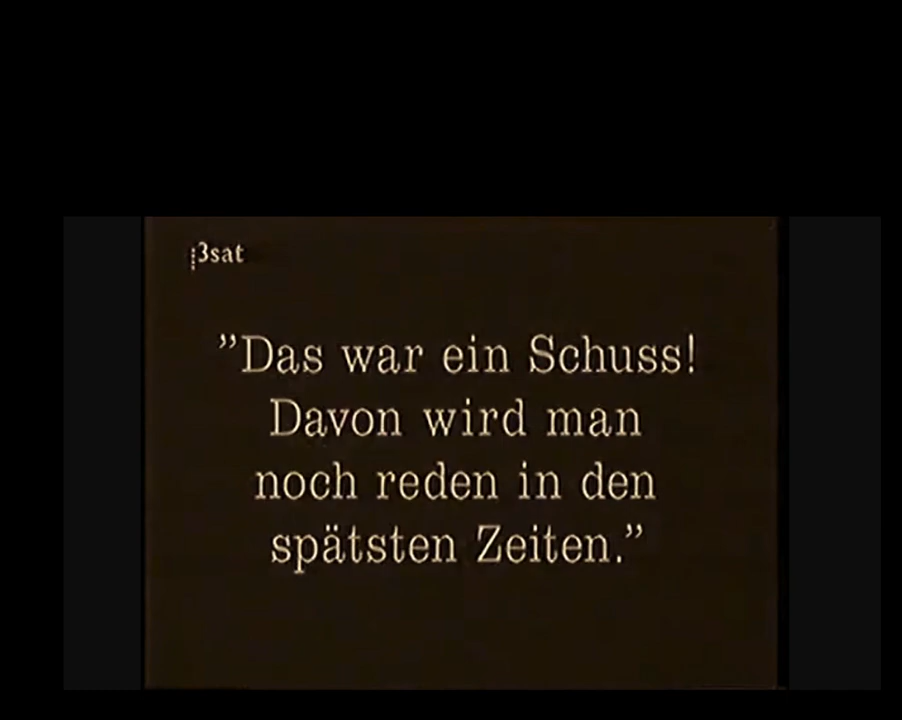 3sat
”Das war ein Schuss!
Davon wird man
noch reden in den
spätsten Zeiten.”